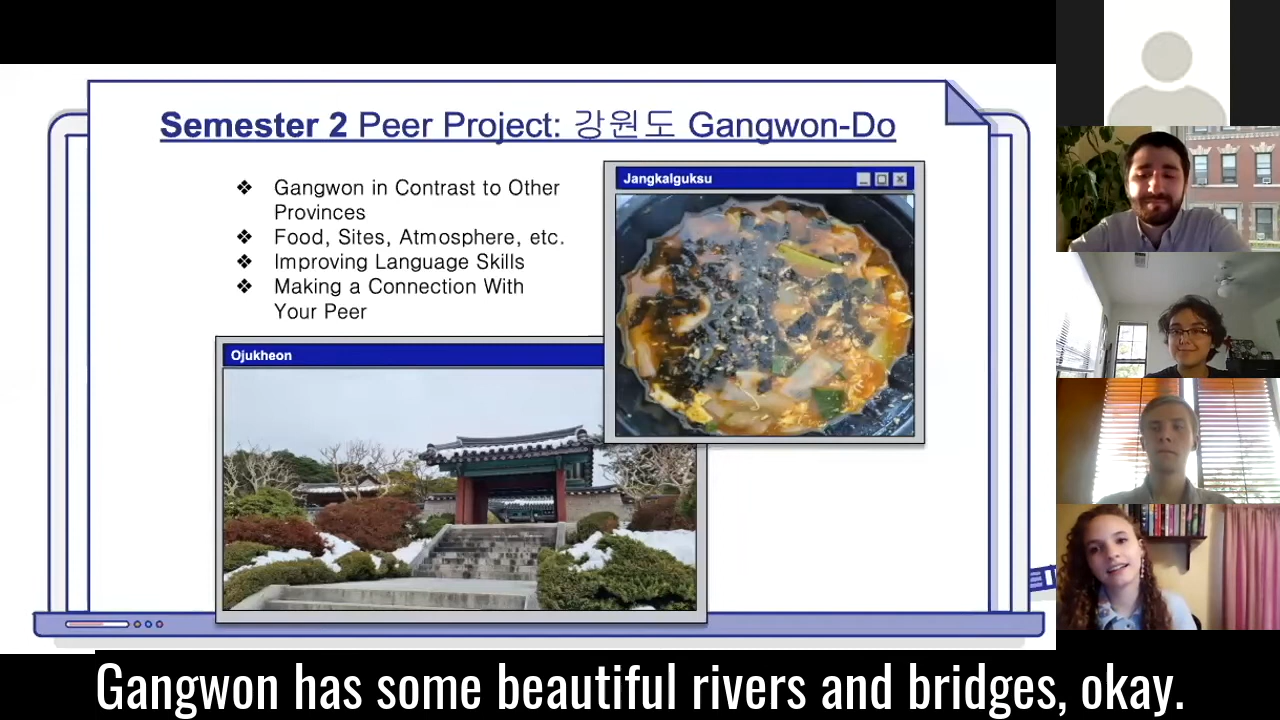 Semester 2 Peer Project: 강원도 Gangwon-Do
❖ Gangwon in Contrast to Other
Provinces
❖ Food, Sites, Atmosphere, etc.
❖ Improving Language Skills
❖ Making a Connection With
Your Peer
Jangkalguksu
Ojukheon
Gangwon has some beautiful rivers and bridges, okay.